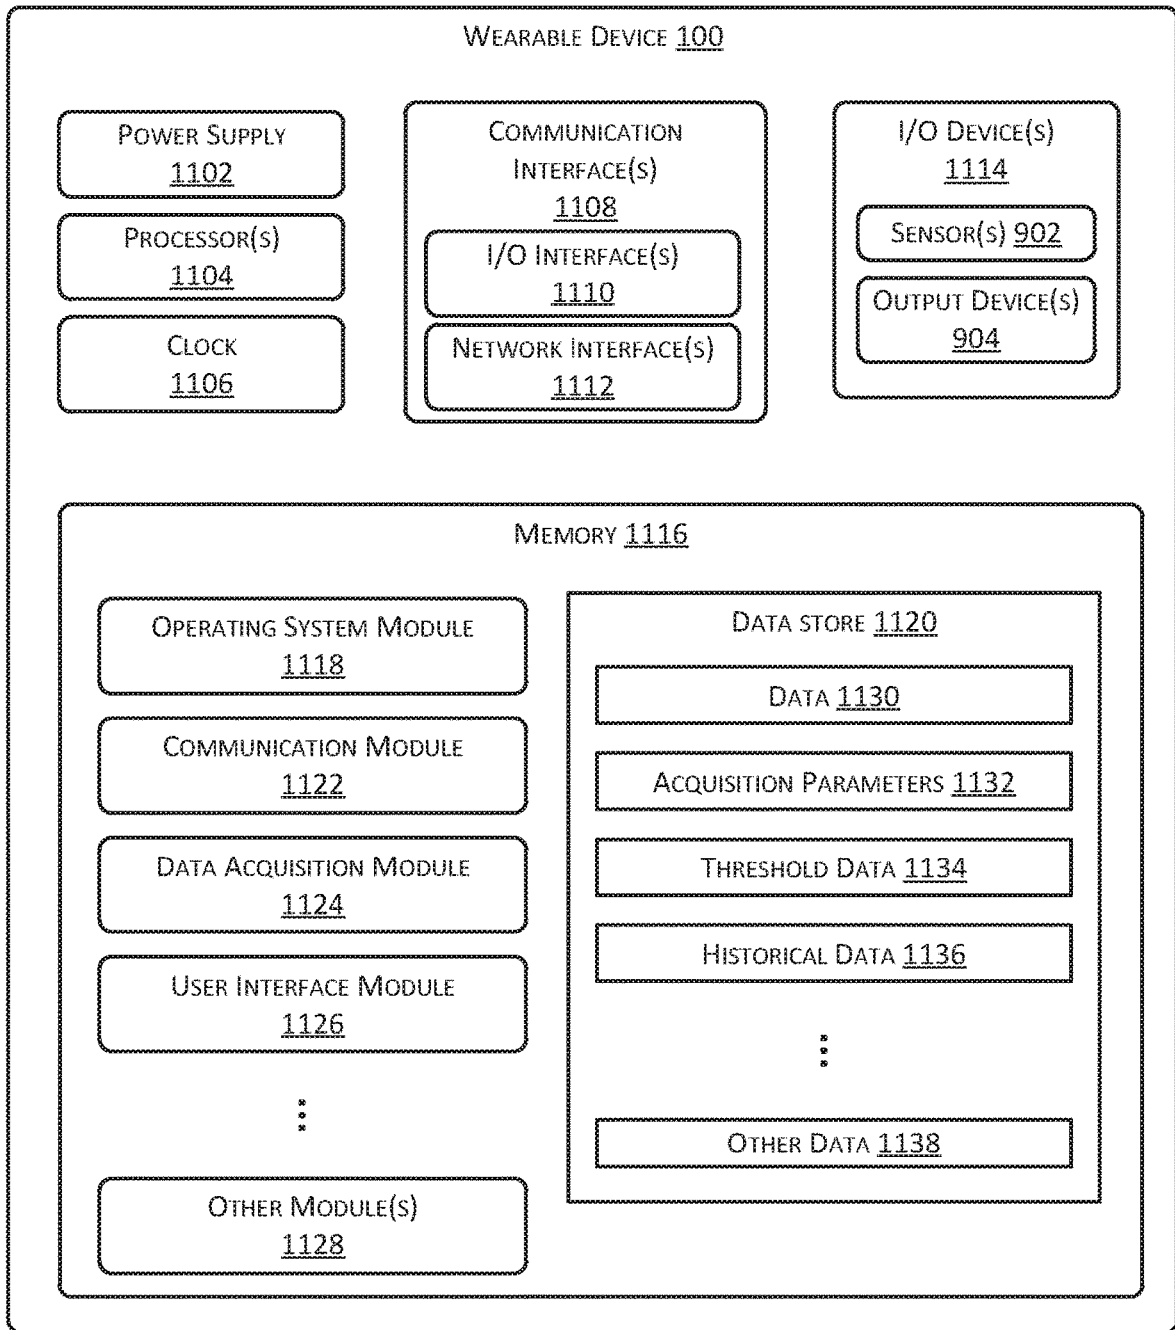 WEARABLE DEVICE 100
POWER SUPPLY
1102
PROCESSOR(S)
1104
CLOCK
1106
COMMUNICATION
INTERFACE(S)
1108
I/O INTERFACE(S)
1110
NETWORK INTERFACE(S)
1112
I/O DEVICE(S)
1114
SENSOR(S) 902
OUTPUT DEVICE(S)
904
MEMORY 1116
OPERATING SYSTEM MODULE
1118
COMMUNICATION MODULE
1122
DATA ACQUISITION MODULE
1124
USER INTERFACE MODULE
1126
OTHER MODULE(S)
1128
DATA STORE 1120
DATA 1130
ACQUISITION PARAMETERS 1132
THRESHOLD DATA 1134
HISTORICAL DATA 1136
OTHER DATA 1138